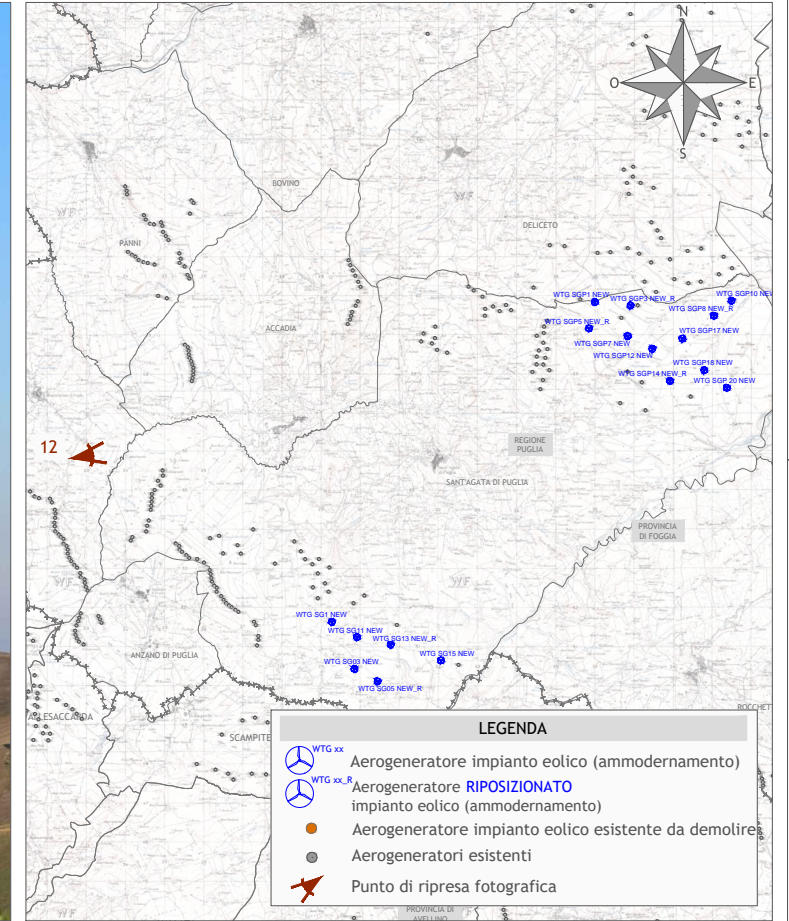 N
O
E
S
BOVINO
PANNI
DELICETO
ACCADIA
WTG SGP1 NEW
WTG SGP3 NEW_R
WTG SGP10 NEW
WTG SGP8 NEW_R
WTG SGP5 NEW_R
WTG SGP7 NEW
WTG SGP17 NEW
WTG SGP12 NEW
WTG SGP18 NEW
WTG SGP14 NEW_R
WTG SGP 20 NEW
12
REGIONE
PUGLIA
SANT'AGATA DI PUGLIA
PROVINCIA
DI FOGGIA
WTG SG1 NEW
WTG SG11 NEW
WTG SG13 NEW_R
ANZANO DI PUGLIA
WTG SG03 NEW
WTG SG15 NEW
WTG SG05 NEW_R
ROCCHET
SCAMPITE
LEGENDA
WTG xx
Aerogeneratore impianto eolico (ammodernamento)
WTG xx_R
Aerogeneratore RIPOSIZIONATO
impianto eolico (ammodernamento)
Aerogeneratore impianto eolico esistente da demolire
Aerogeneratori esistenti
Punto di ripresa fotografica
PROVINCIA DI
AVELLINO